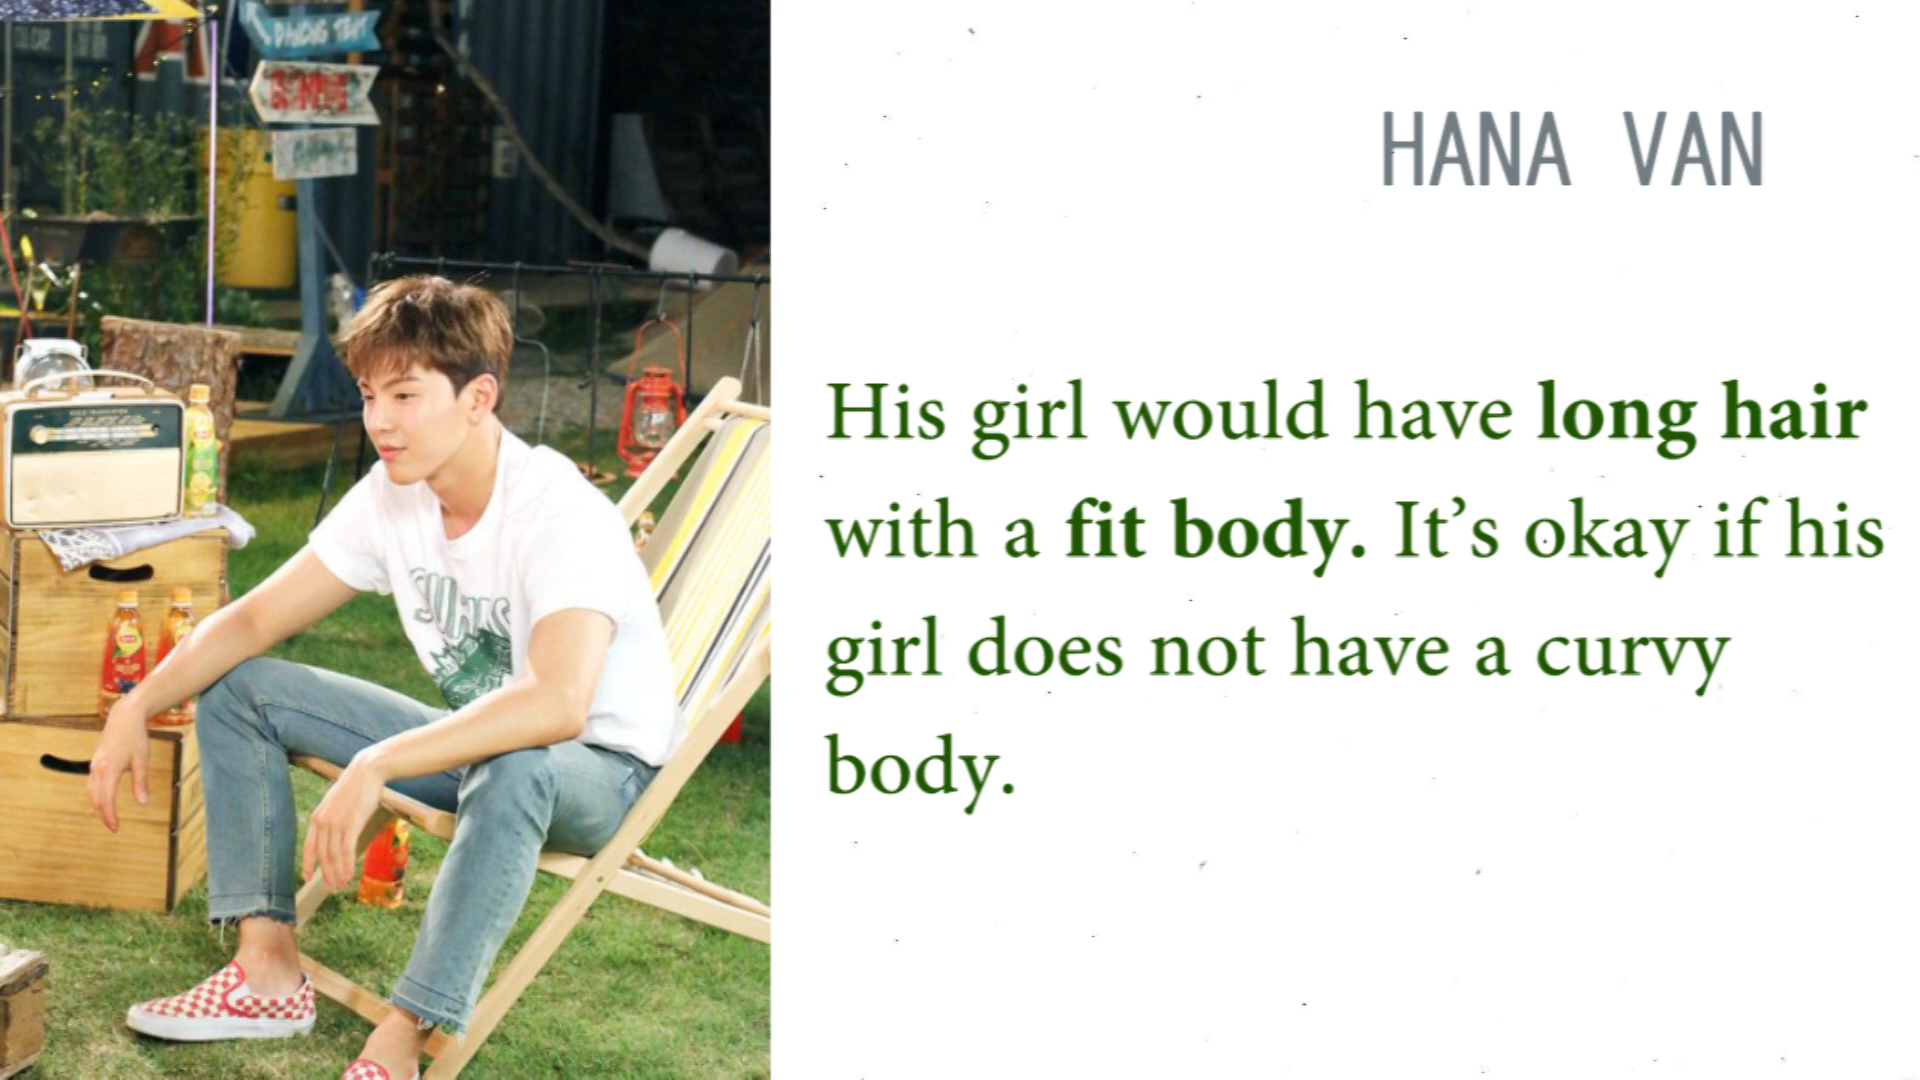 HANA VAN
His girl would have long hair
with a fit body. It’s okay if his
girl does not have a curvy
body.